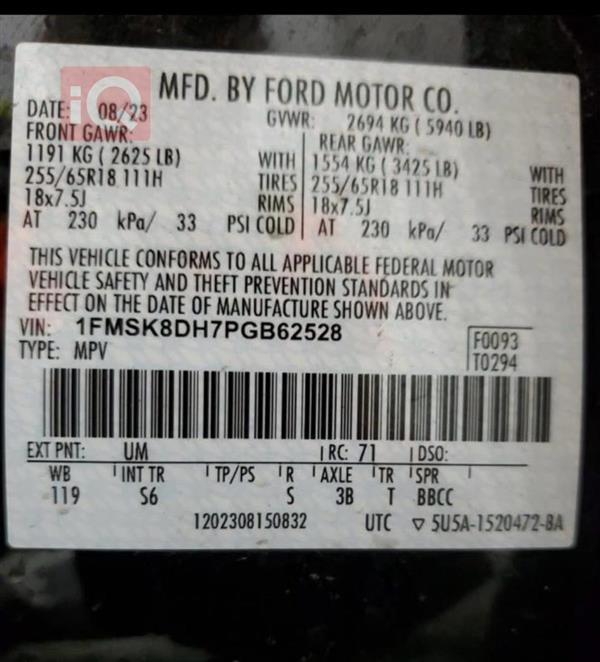 iQ
MFD. BY FORD MOTOR CO.
DATE: 08/23 GVWR: 2694 KG ( 5940 LB)
FRONT GAWR: REAR GAWR:
1191 KG ( 2625 LB) WITH 1554 KG ( 3425 LB) WITH
255/65R18 111H TIRES 255/65R18 111H TIRES
18x7.5J RIMS 18x7.5J RIMS
AT 230 kPa/ 33 PSI COLD AT 230 kPa/ 33 PSI COLD
THIS VEHICLE CONFORMS TO ALL APPLICABLE FEDERAL MOTOR
VEHICLE SAFETY AND THEFT PREVENTION STANDARDS IN
EFFECT ON THE DATE OF MANUFACTURE SHOWN ABOVE.
VIN: 1FMSK8DH7PGB62528
TYPE: MPV
F0093
T0294
EXT PNT: UM RC: 71 DSO:
WB INT TR TP/PS R AXLE TR SPR
119 S6 S 3B T BBCC
1202308150832 UTC ▽ 5U5A-1520472-BA